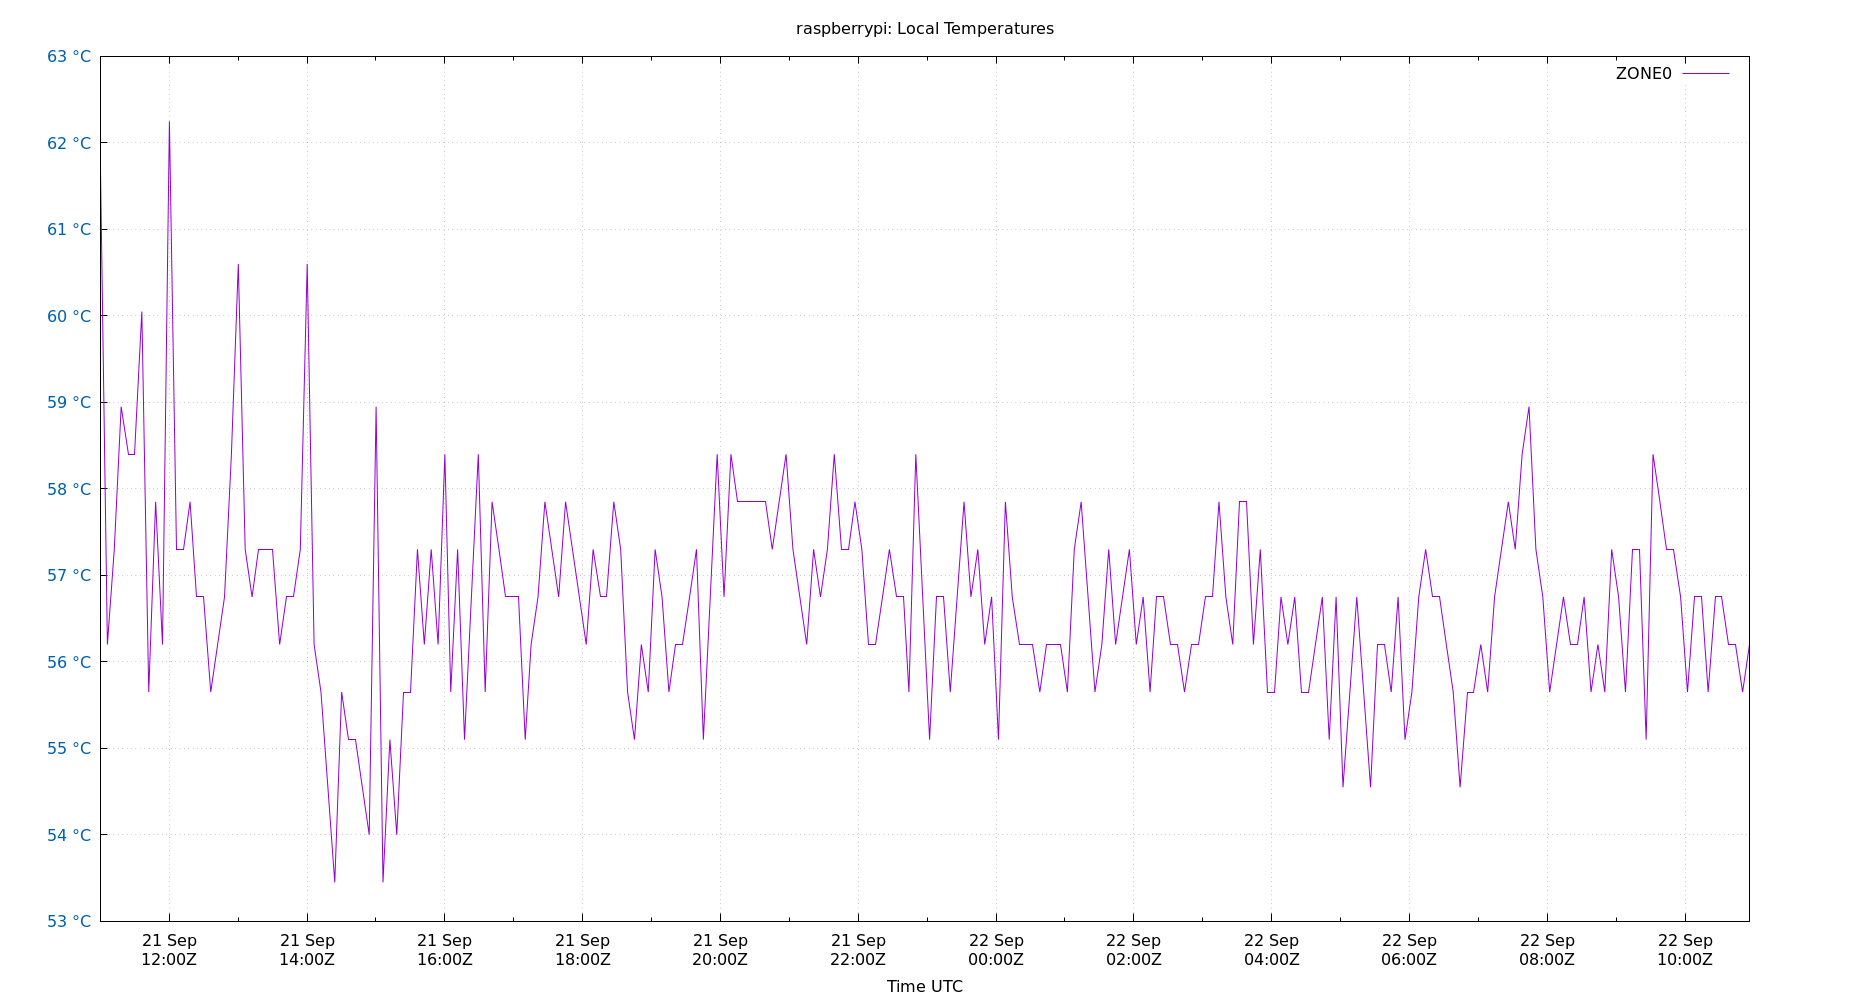 raspberrypi: Local Temperatures
63 °C
62 °C
61 °C
60 °C
59 °C
58 °C
57 °C
56 °C
55 °C
54 °C
53 °C
ZONE0
21 Sep 21 Sep 21 Sep 21 Sep 21 Sep 21 Sep 22 Sep 22 Sep 22 Sep 22 Sep 22 Sep 22 Sep
12:00Z 14:00Z 16:00Z 18:00Z 20:00Z 22:00Z 00:00Z 02:00Z 04:00Z 06:00Z 08:00Z 10:00Z
Time UTC